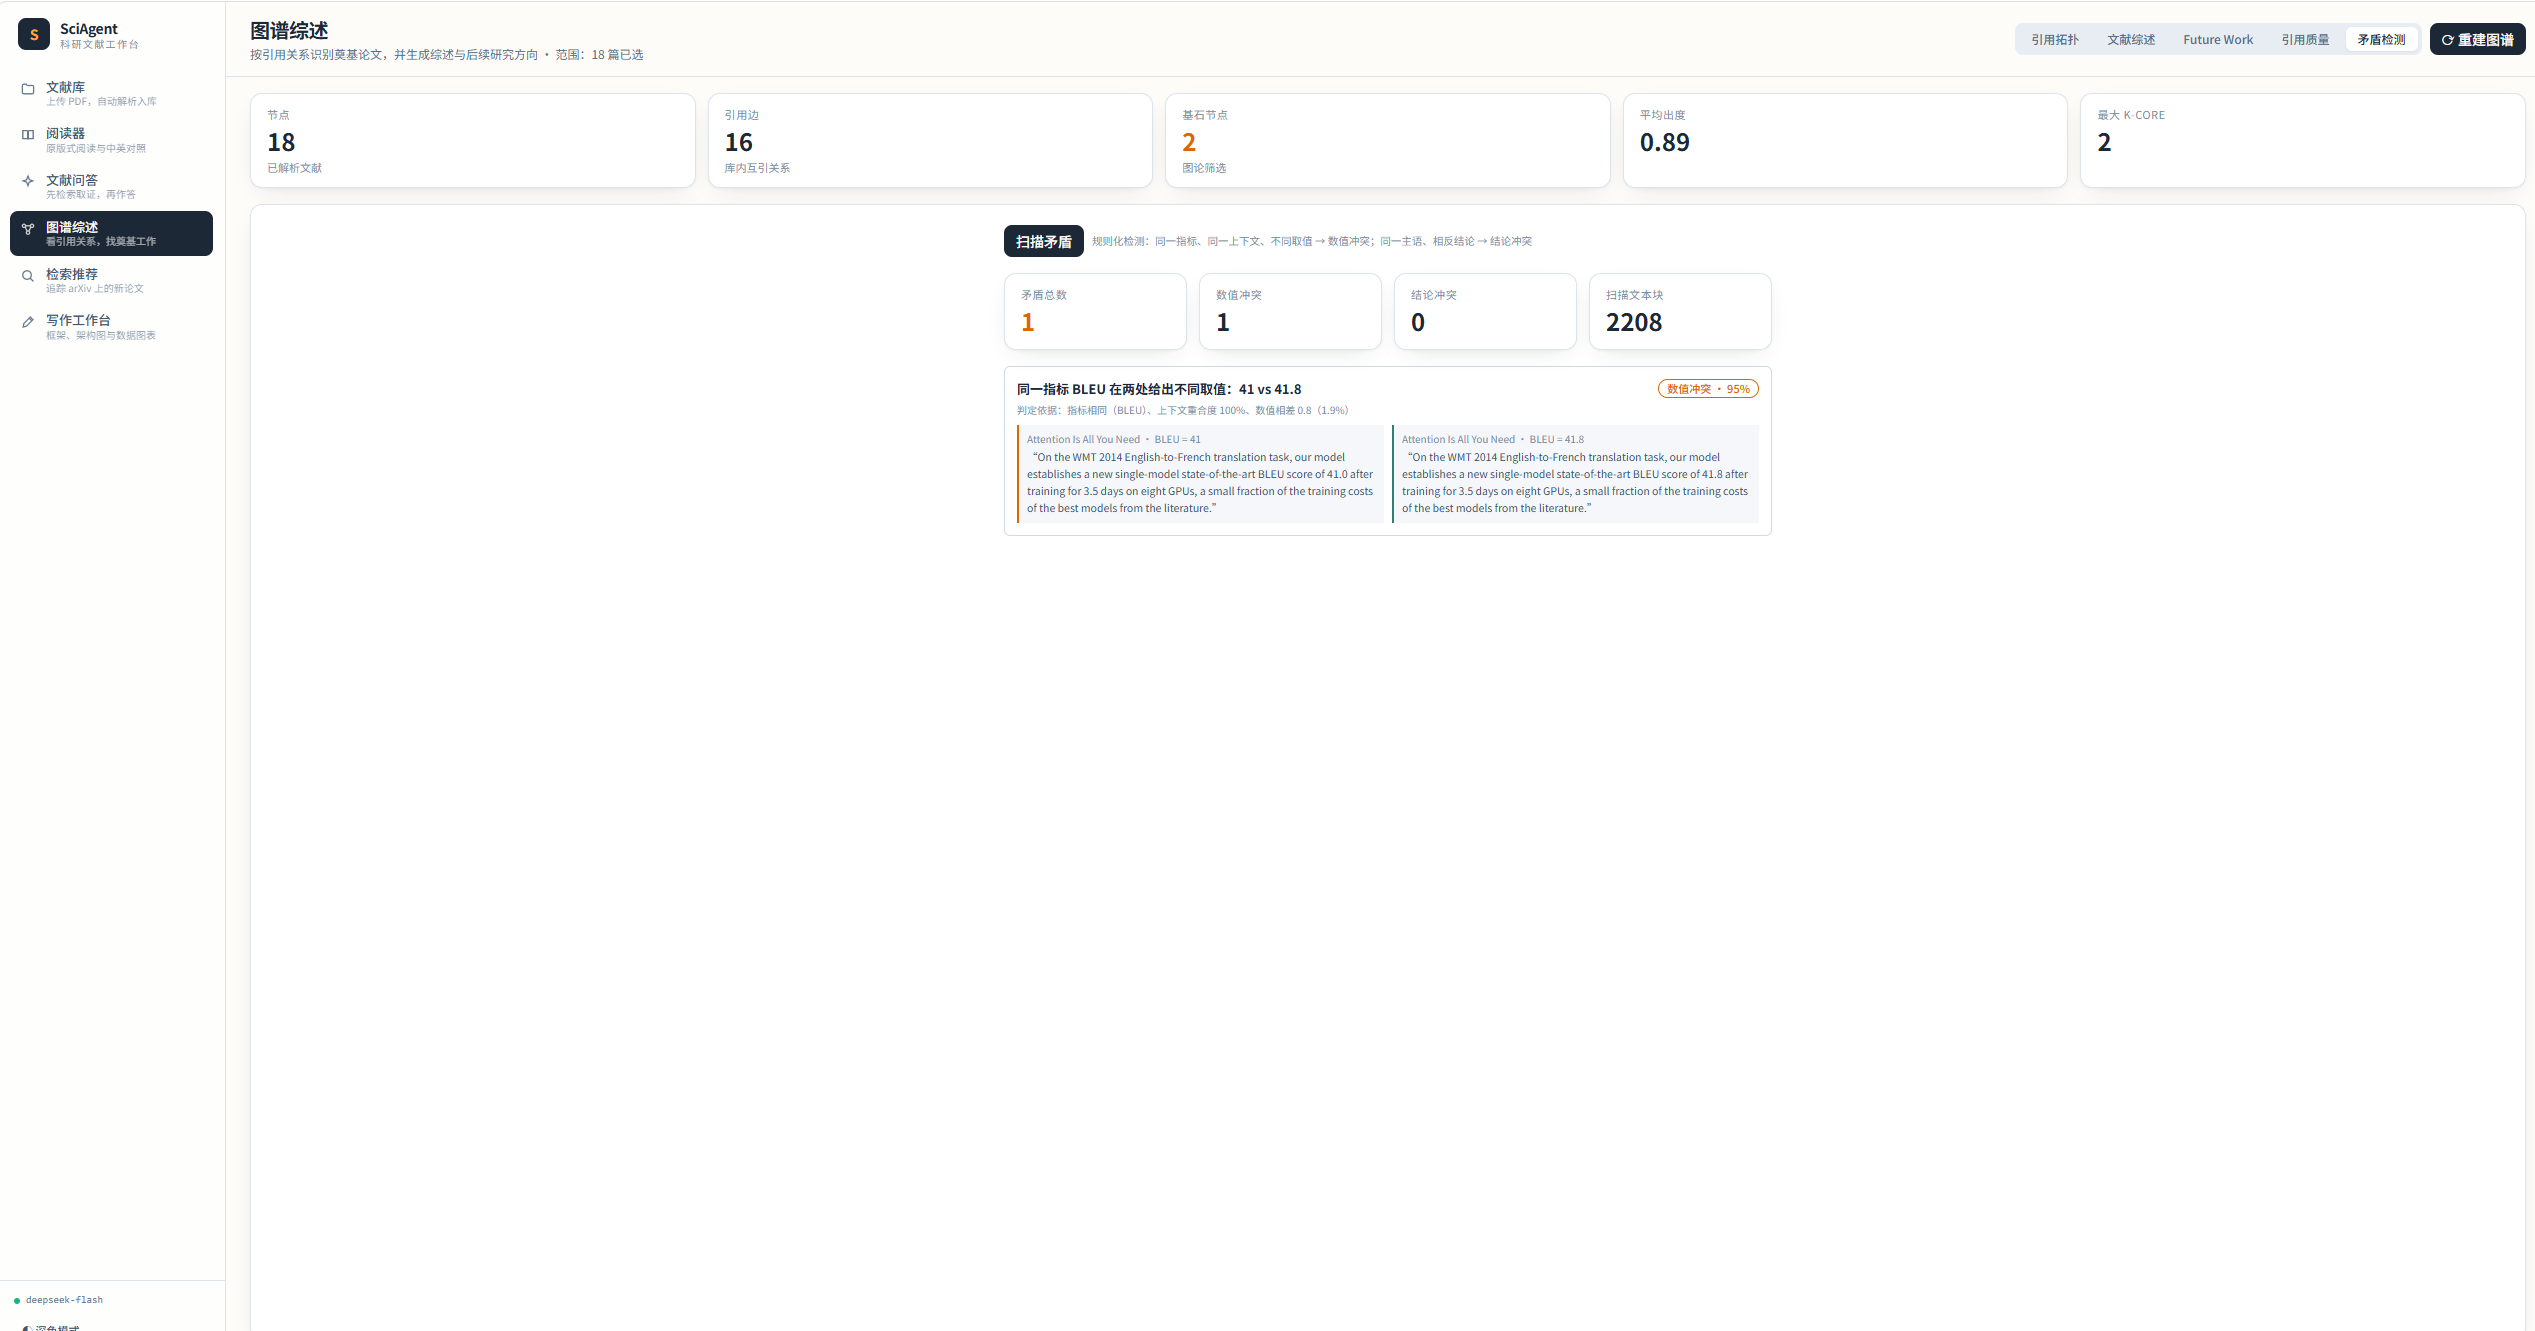 S
SciAgent
科研文献工作台
文献库
上传 PDF，自动解析入库
阅读器
原版式阅读与中英对照
文献问答
先检索取证，再作答
图谱综述
看引用关系，找奠基工作
检索推荐
追踪 arXiv 上的新论文
写作工作台
框架、架构图与数据图表
deepseek-flash
深色模式
图谱综述
按引用关系识别奠基论文，并生成综述与后续研究方向 · 范围：18 篇已选
引用拓扑
文献综述
Future Work
引用质量
矛盾检测
重建图谱
节点
18
已解析文献
引用边
16
库内互引关系
基石节点
2
图论筛选
平均出度
0.89
最大 K-CORE
2
扫描矛盾
规则化检测：同一指标、同一上下文、不同取值 → 数值冲突；同一主语、相反结论 → 结论冲突
矛盾总数
1
数值冲突
1
结论冲突
0
扫描文本块
2208
同一指标 BLEU 在两处给出不同取值：41 vs 41.8
数值冲突 · 95%
判定依据：指标相同（BLEU）、上下文重合度 100%、数值相差 0.8（1.9%）
Attention Is All You Need · BLEU = 41
“On the WMT 2014 English-to-French translation task, our model
establishes a new single-model state-of-the-art BLEU score of 41.0 after
training for 3.5 days on eight GPUs, a small fraction of the training costs
of the best models from the literature.”
Attention Is All You Need · BLEU = 41.8
“On the WMT 2014 English-to-French translation task, our model
establishes a new single-model state-of-the-art BLEU score of 41.8 after
training for 3.5 days on eight GPUs, a small fraction of the training costs
of the best models from the literature.”